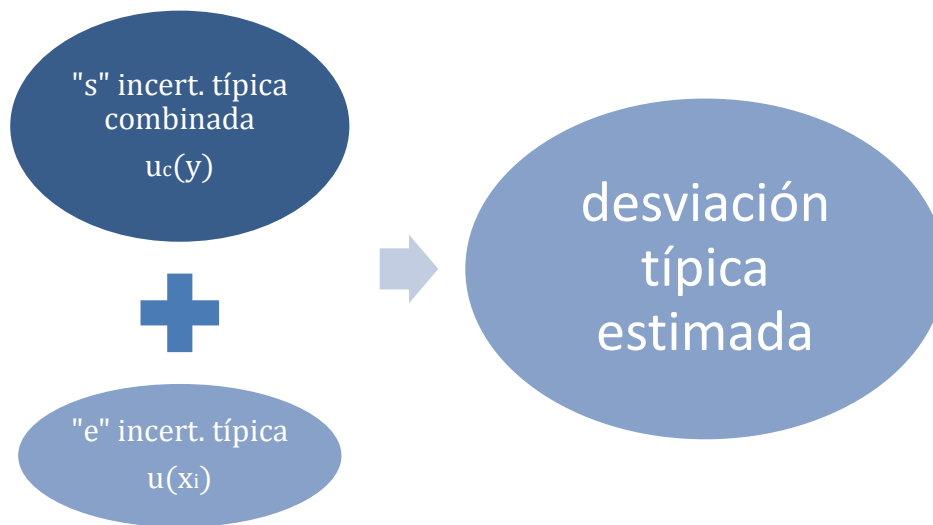 "s" incert. típica
combinada
uc(y)
"e" incert. típica
u(xi)
desviación
típica
estimada